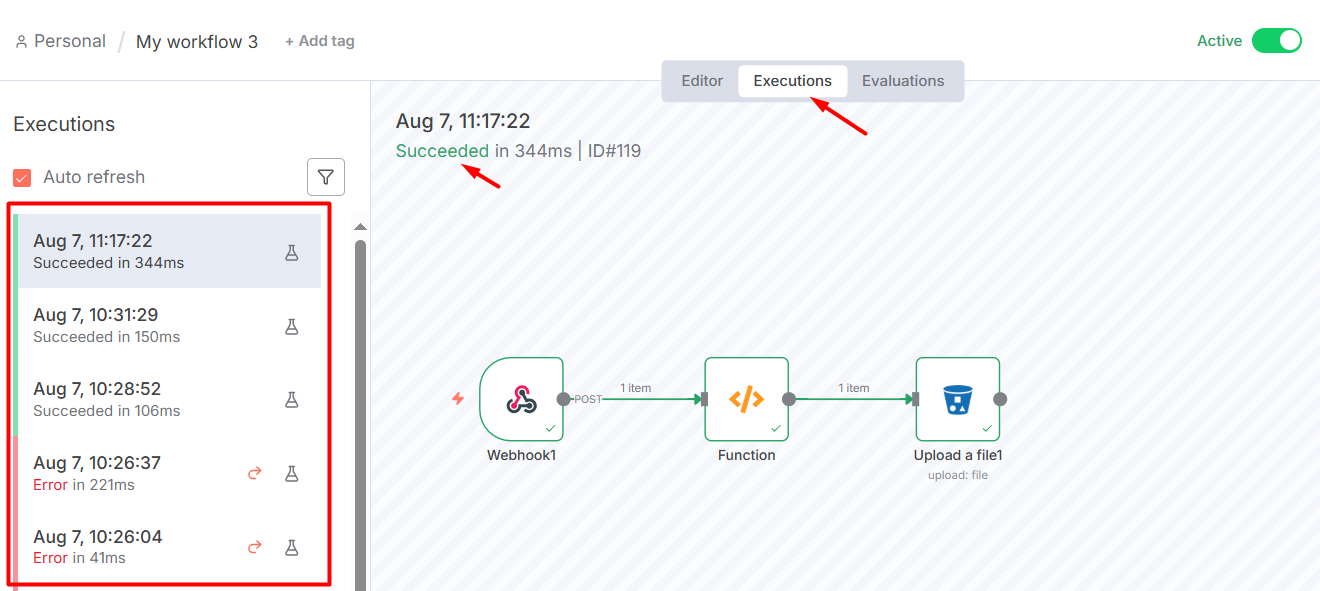 Personal / My workflow 3 + Add tag
Active
Editor Executions Evaluations
Executions
Auto refresh
Aug 7, 11:17:22
Succeeded in 344ms
Aug 7, 10:31:29
Succeeded in 150ms
Aug 7, 10:28:52
Succeeded in 106ms
Aug 7, 10:26:37
Error in 221ms
Aug 7, 10:26:04
Error in 41ms
Aug 7, 11:17:22
Succeeded in 344ms | ID#119
POST
1 item
1 item
Webhook1
Function
Upload a file1
upload: file